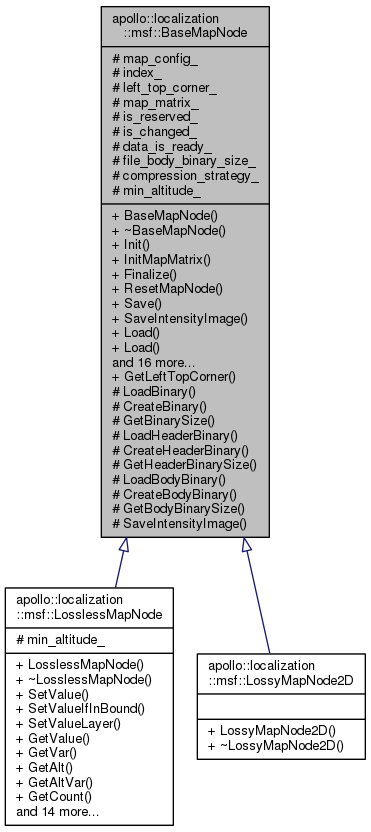 apollo::localization
::msf::BaseMapNode
# map_config_
# index_
# left_top_corner_
# map_matrix_
# is_reserved_
# is_changed_
# data_is_ready_
# file_body_binary_size_
# compression_strategy_
# min_altitude_
+ BaseMapNode()
+ ~BaseMapNode()
+ Init()
+ InitMapMatrix()
+ Finalize()
+ ResetMapNode()
+ Save()
+ SaveIntensityImage()
+ Load()
+ Load()
and 16 more...
+ GetLeftTopCorner()
# LoadBinary()
# CreateBinary()
# GetBinarySize()
# LoadHeaderBinary()
# CreateHeaderBinary()
# GetHeaderBinarySize()
# LoadBodyBinary()
# CreateBodyBinary()
# GetBodyBinarySize()
# SaveIntensityImage()
apollo::localization
::msf::LosslessMapNode
# min_altitude_
+ LosslessMapNode()
+ ~LosslessMapNode()
+ SetValue()
+ SetValueIfInBound()
+ SetValueLayer()
+ GetValue()
+ GetVar()
+ GetAlt()
+ GetAltVar()
+ GetCount()
and 14 more...
apollo::localization
::msf::LossyMapNode2D
+ LossyMapNode2D()
+ ~LossyMapNode2D()